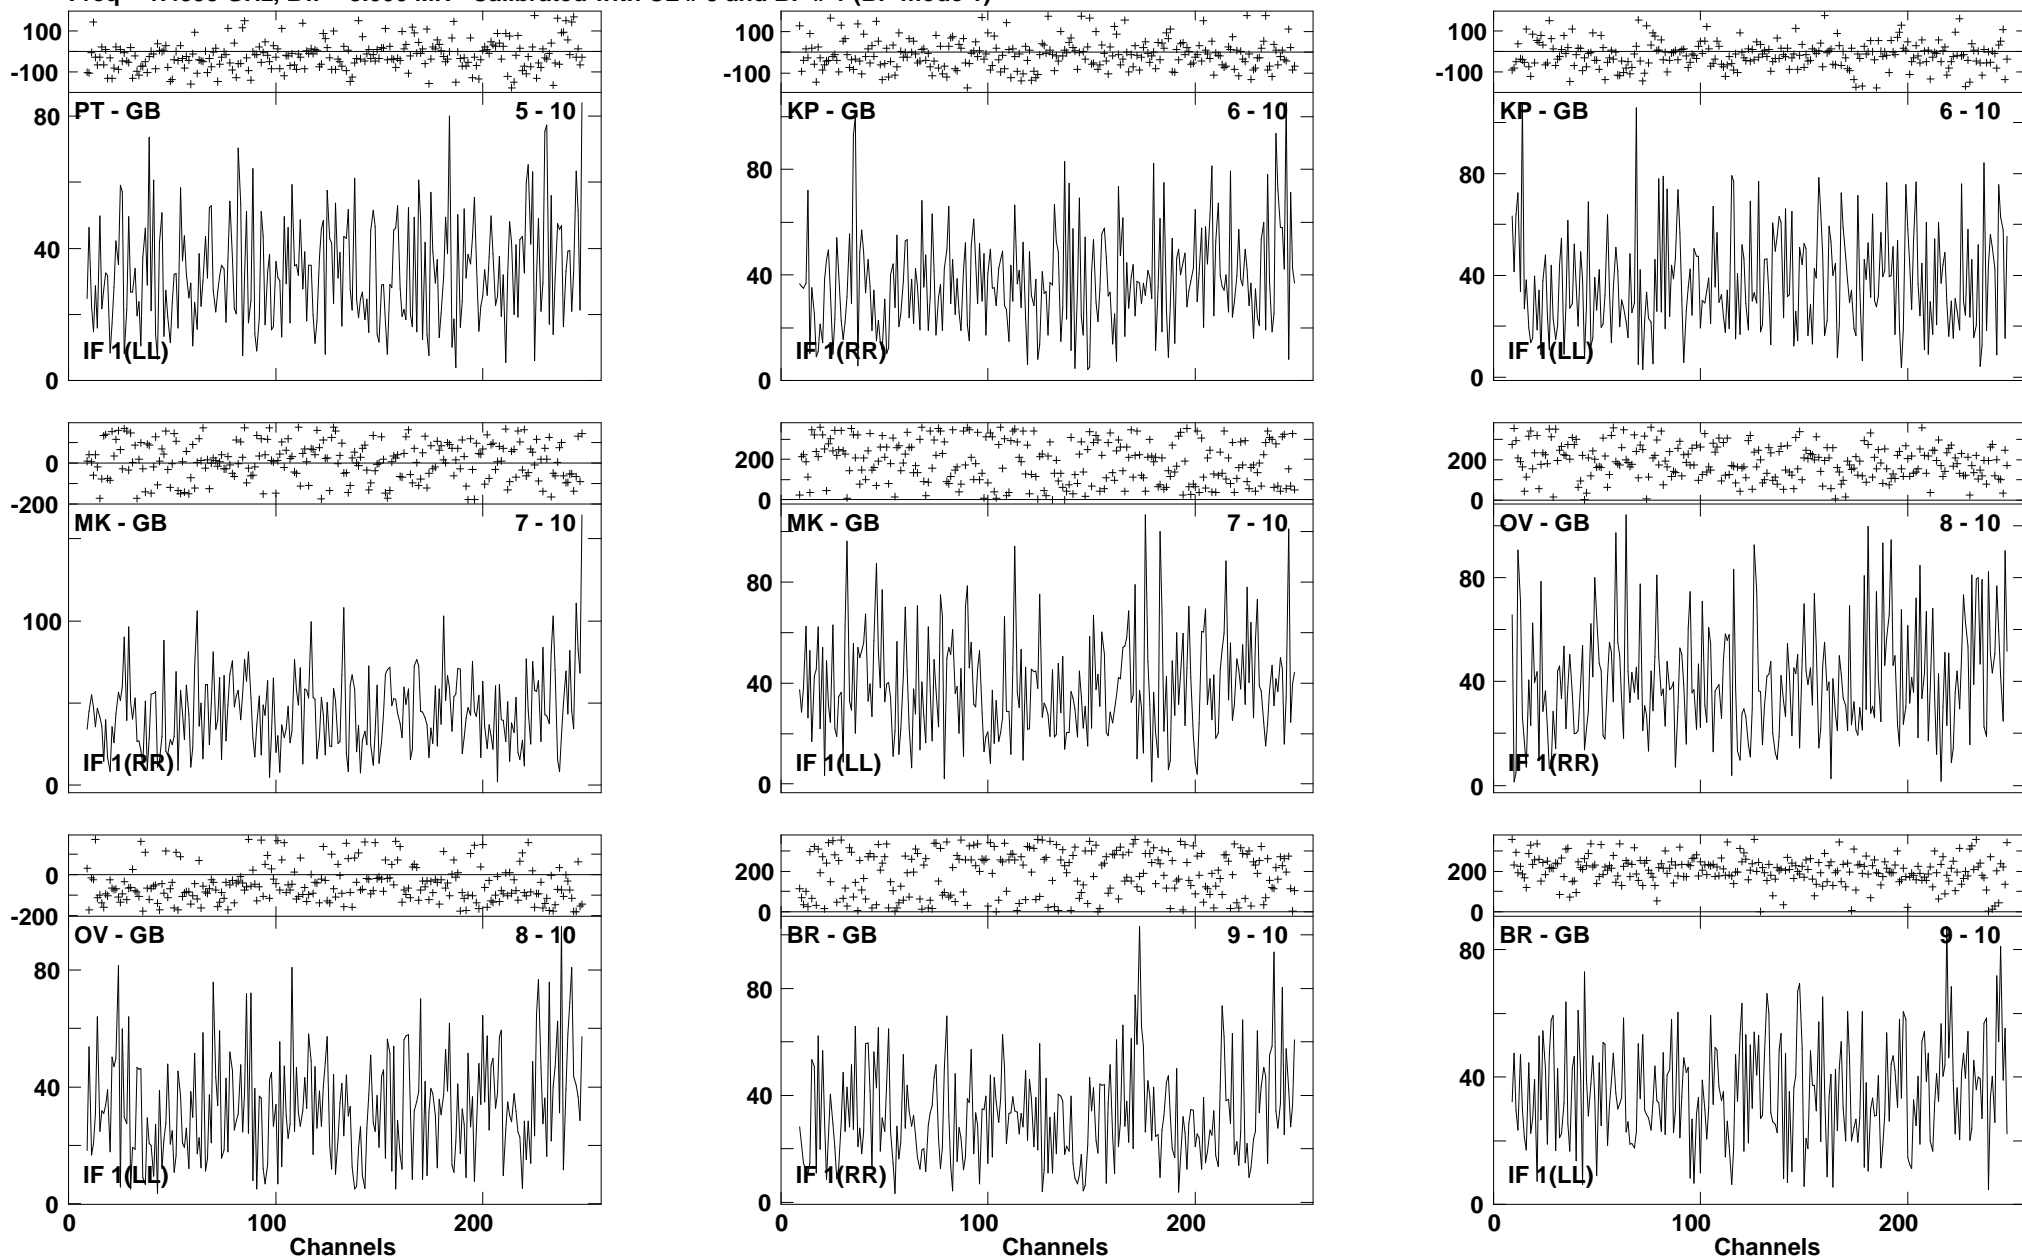 100 -100 100 -100 100 -100
PT - GB 5 - 10 KP - GB 6 - 10 KP - GB 6 - 10
80
80 80
40 40 40
IF 1(LL) IF 1(RR) IF 1(LL)
0 0 0
0 -200 200 0 200 0
MK - GB 7 - 10 MK - GB 7 - 10 OV - GB 8 - 10
100 80 80
40 40
IF 1(RR) IF 1(LL) IF 1(RR)
0 0 0
0 -200 200 0 200 0
OV - GB 8 - 10 BR - GB 9 - 10 BR - GB 9 - 10
80 80 80
40 40 40
IF 1(LL) IF 1(RR) IF 1(LL)
0 0 0
0 100 200 0 100 200 0 100 200
Channels Channels Channels